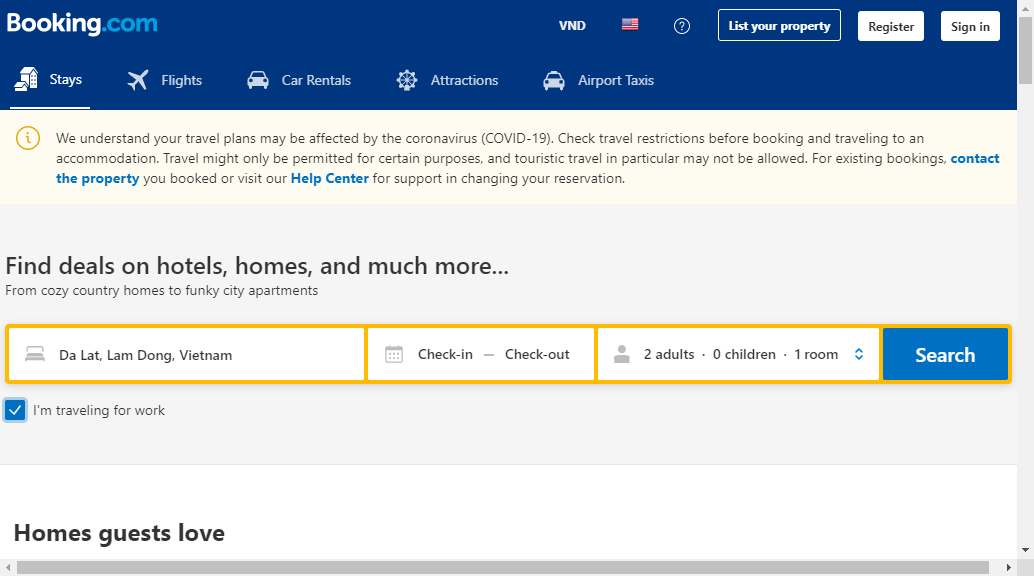 Booking.com
VND
List your property
Register
Sign in
Stays
Flights
Car Rentals
Attractions
Airport Taxis
We understand your travel plans may be affected by the coronavirus (COVID-19). Check travel restrictions before booking and traveling to an
accommodation. Travel might only be permitted for certain purposes, and touristic travel in particular may not be allowed. For existing bookings, contact
the property you booked or visit our Help Center for support in changing your reservation.
Find deals on hotels, homes, and much more...
From cozy country homes to funky city apartments
Da Lat, Lam Dong, Vietnam
Check-in — Check-out
2 adults · 0 children · 1 room
Search
I'm traveling for work
Homes guests love